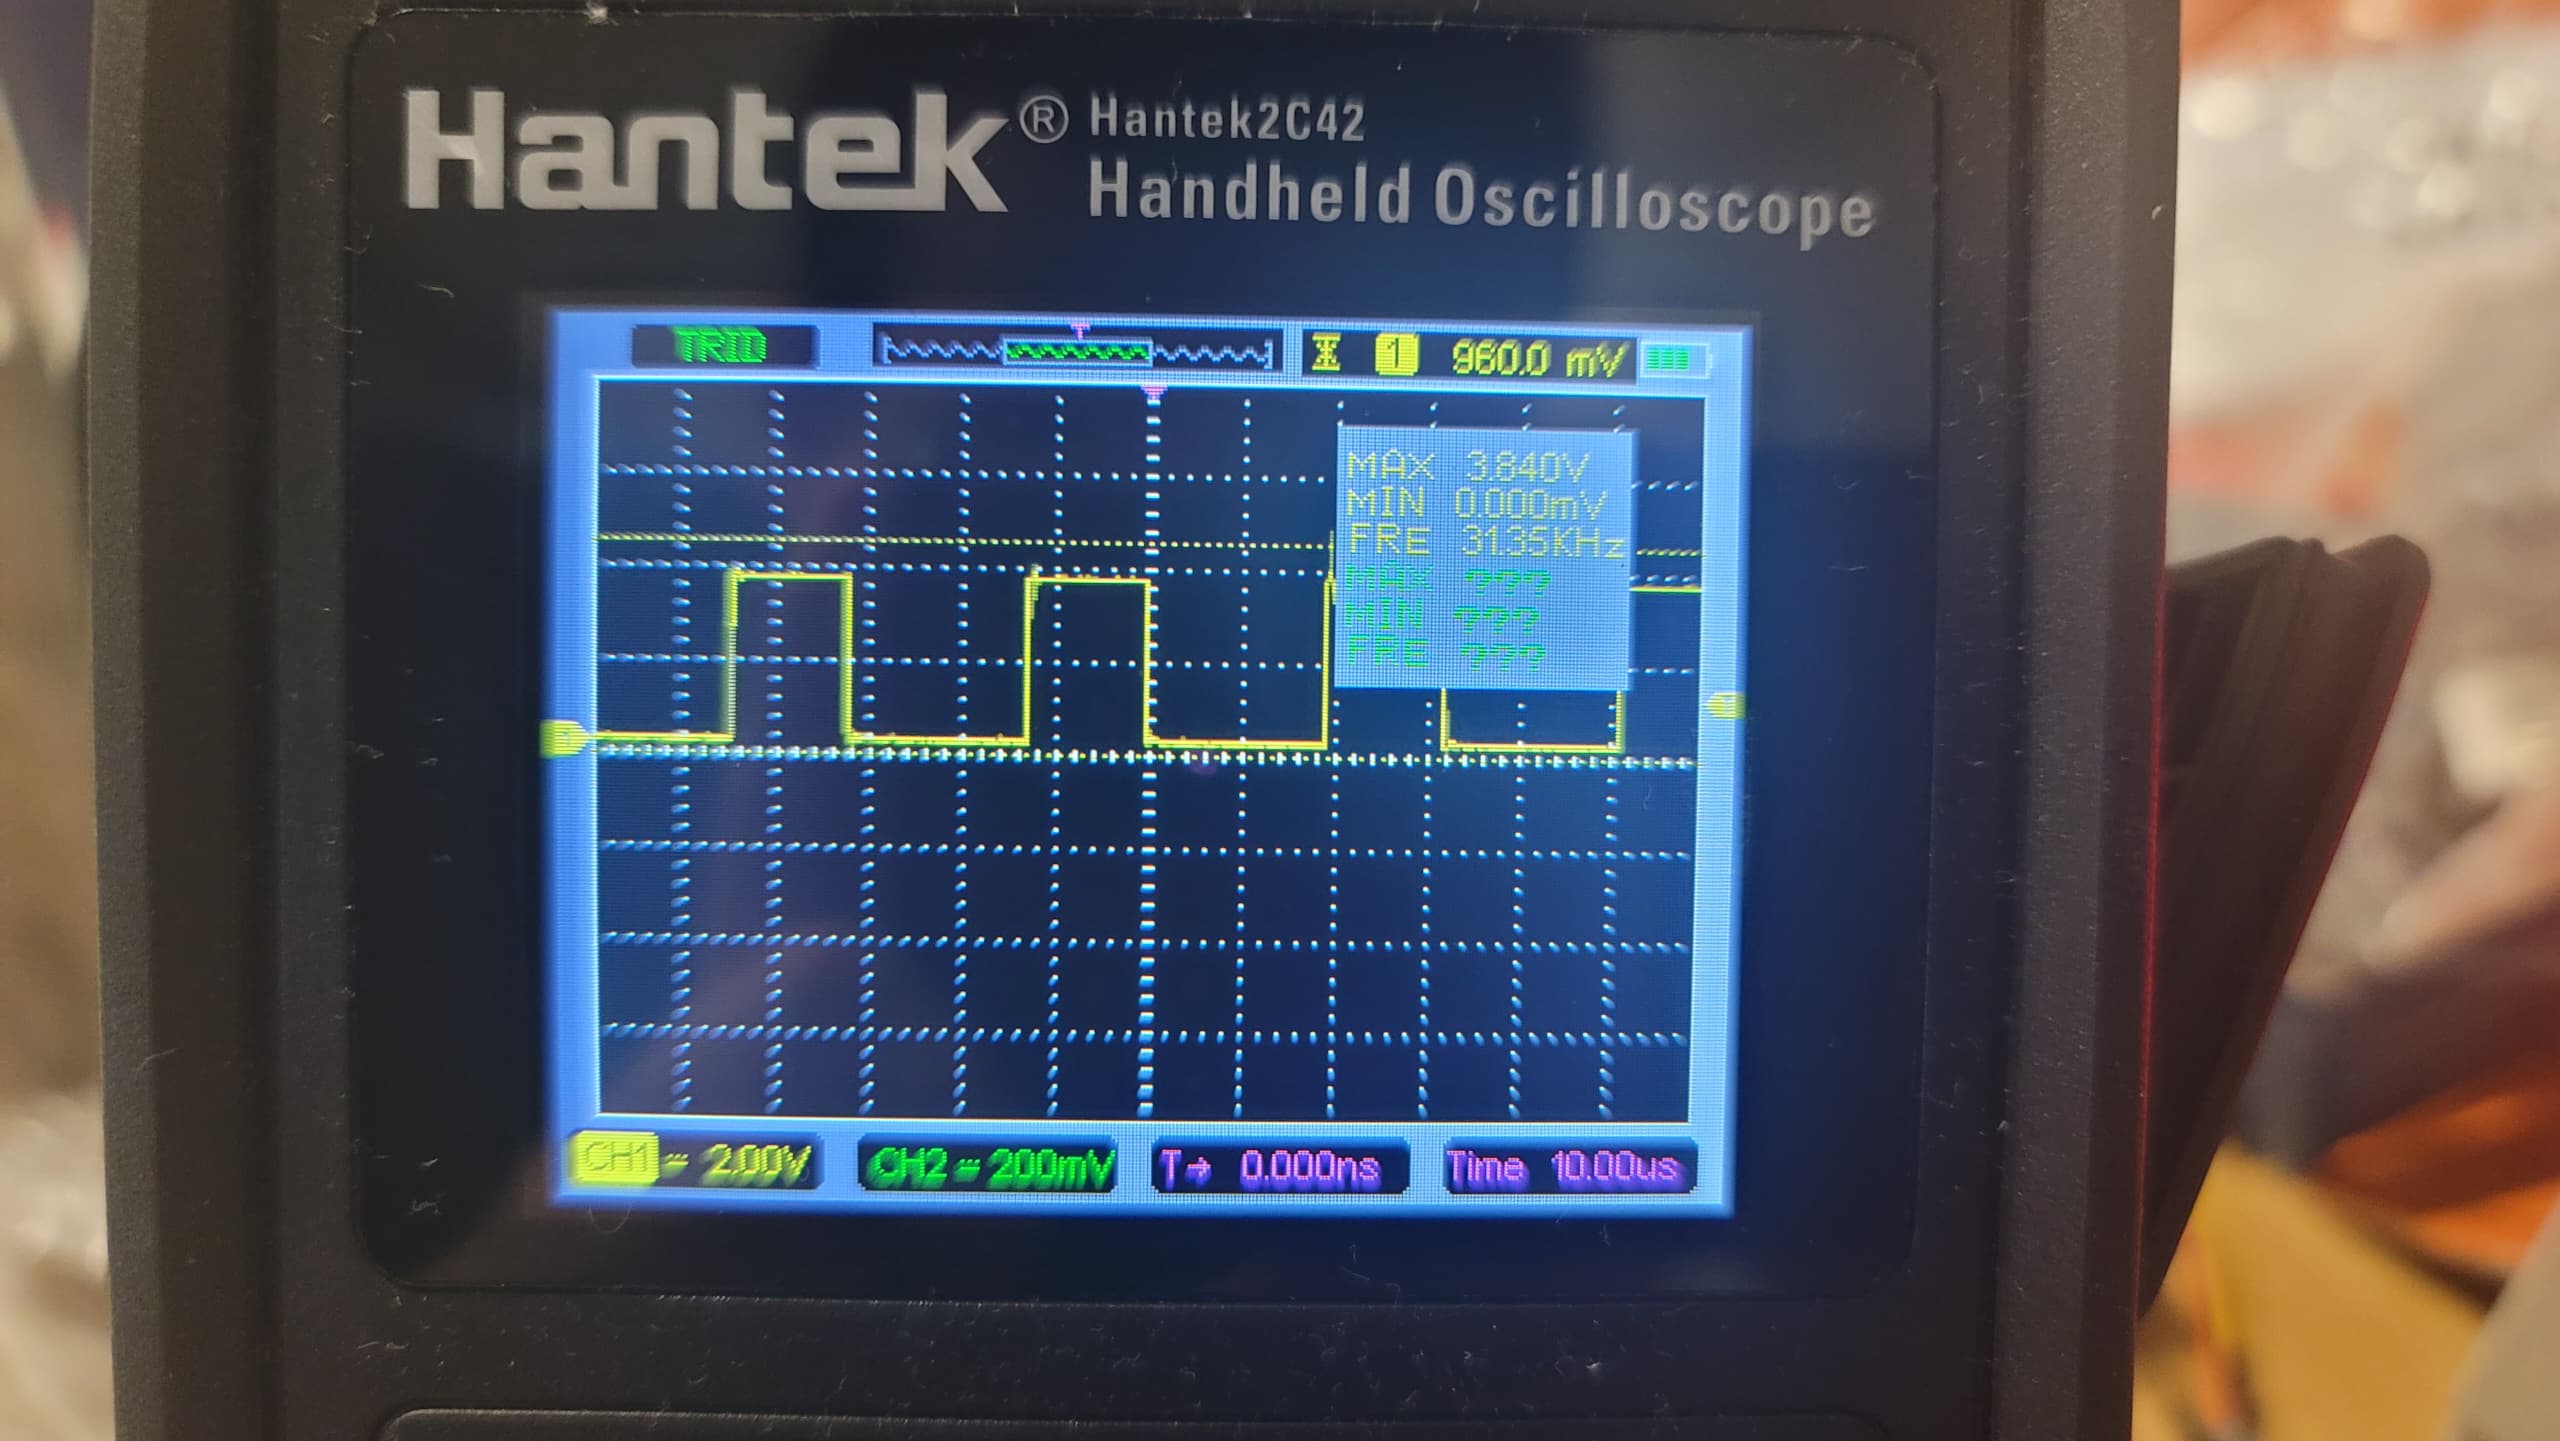 Hantek® Hantek2C42
Handheld Oscilloscope
TRID T 1 960.0 mV
MAX 3.840V
MIN 0.000mV
FRE 31.35KHz
MAX ???
MIN ???
FRE ???
CH1 = 2.00V CH2 = 200mV T→ 0.000ns Time 10.00us